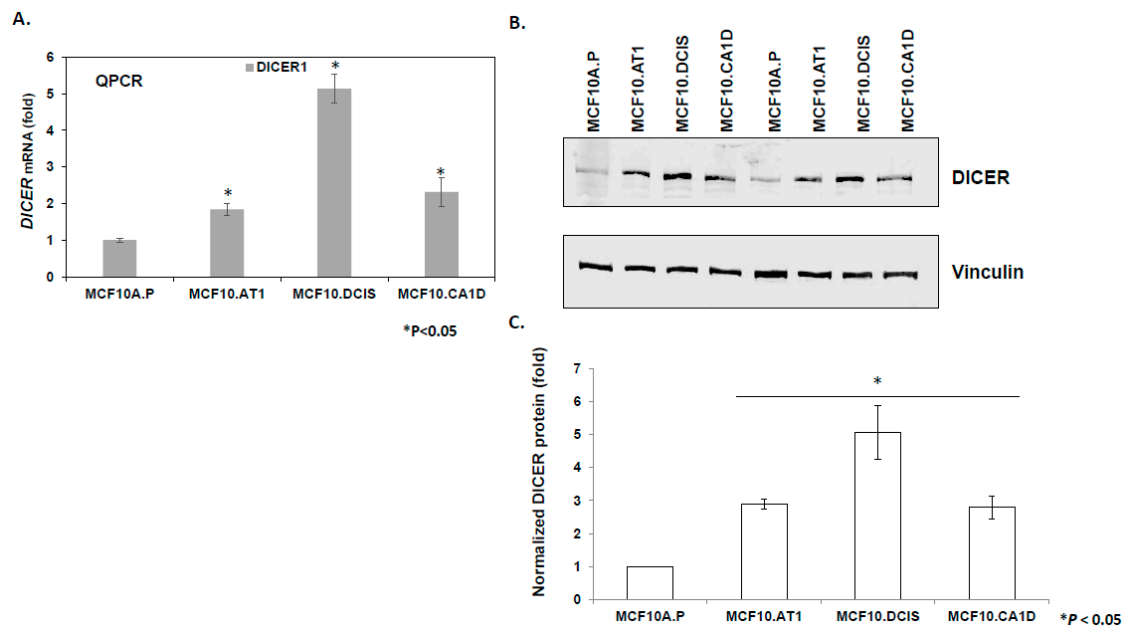 A.
DICER mRNA (fold)
6
5
4
3
2
1
0
QPCR
DICER1
*
*
*
MCF10A.P
MCF10.AT1
MCF10.DCIS
MCF10.CA1D
*P<0.05
B.
MCF10A.P
MCF10.AT1
MCF10.DCIS
MCF10.CA1D
MCF10A.P
MCF10.AT1
MCF10.DCIS
MCF10.CA1D
DICER
Vinculin
C.
Normalized DICER protein (fold)
7
6
5
4
3
2
1
0
*
MCF10A.P
MCF10.AT1
MCF10.DCIS
MCF10.CA1D
*P < 0.05